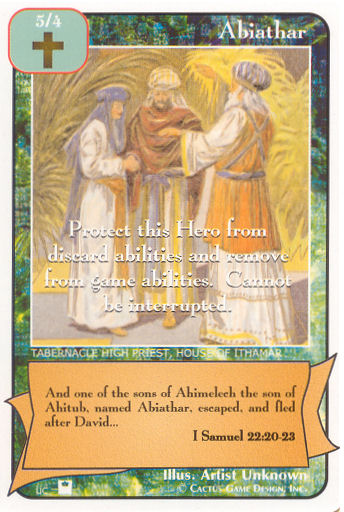 5/4
Abiathar
Protect this Hero from
discard abilities and remove
from game abilities. Cannot
be interrupted.
TABERNACLE HIGH PRIEST, HOUSE OF ITHAMAR
And one of the sons of Ahimelech the son of
Ahitub, named Abiathar, escaped, and fled
after David...
I Samuel 22:20-23
Illus. Artist Unknown
© CACTUS GAME DESIGN, INC.